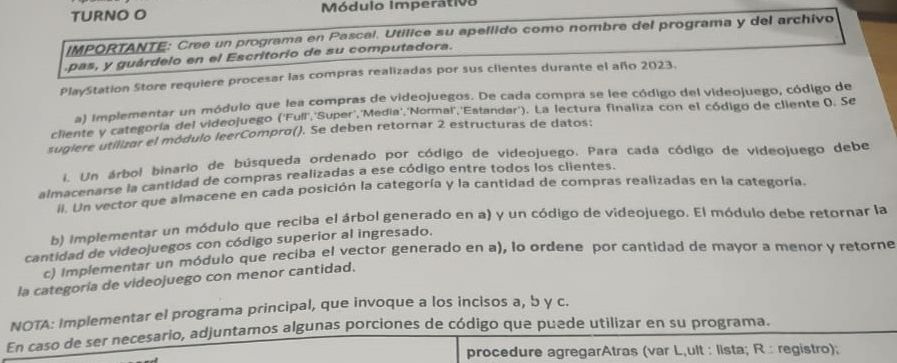 TURNO O
Módulo Imperativo
IMPORTANTE: Cree un programa en Pascal. Utilice su apellido como nombre del programa y del archivo
.pas, y guárdelo en el Escritorio de su computadora.
PlayStation Store requiere procesar las compras realizadas por sus clientes durante el año 2023.
a) Implementar un módulo que lea compras de videojuegos. De cada compra se lee código del videojuego, código de
cliente y categoría del videojuego ('Full','Super','Media','Normal','Estandar'). La lectura finaliza con el código de cliente 0. Se
sugiere utilizar el módulo leerCompra(). Se deben retornar 2 estructuras de datos:
i. Un árbol binario de búsqueda ordenado por código de videojuego. Para cada código de videojuego debe
almacenarse la cantidad de compras realizadas a ese código entre todos los clientes.
ii. Un vector que almacene en cada posición la categoría y la cantidad de compras realizadas en la categoría.
b) Implementar un módulo que reciba el árbol generado en a) y un código de videojuego. El módulo debe retornar la
cantidad de videojuegos con código superior al ingresado.
c) Implementar un módulo que reciba el vector generado en a), lo ordene por cantidad de mayor a menor y retorne
la categoría de videojuego con menor cantidad.
NOTA: Implementar el programa principal, que invoque a los incisos a, b y c.
En caso de ser necesario, adjuntamos algunas porciones de código que puede utilizar en su programa.
procedure agregarAtras (var L,ult : lista; R : registro);